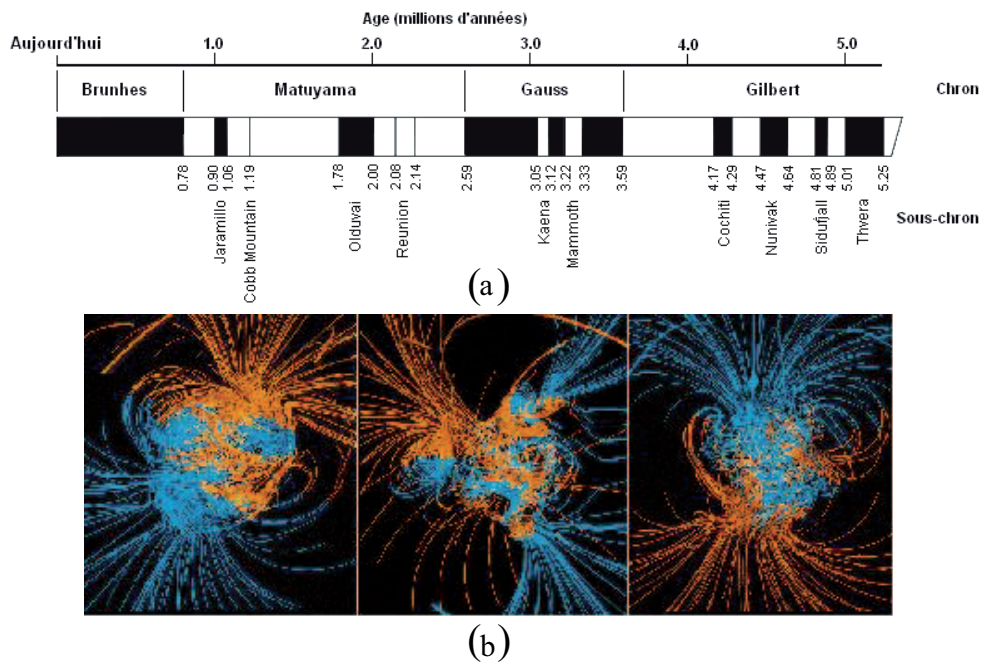 Age (millions d'années)
Aujourd'hui 1.0 2.0 3.0 4.0 5.0
Brunhes Matuyama Gauss Gilbert Chron
0.78 0.90 1.06 1.19 1.78 2.00 2.08 2.14 2.59 3.05 3.12 3.22 3.33 3.59 4.17 4.29 4.47 4.64 4.81 4.89 5.01 5.25
Jaramillo Cobb Mountain Olduvai Reunion Kaena Mammoth Cochiti Nunivak Sidufjall Thvera Sous-chron
(a)
(b)